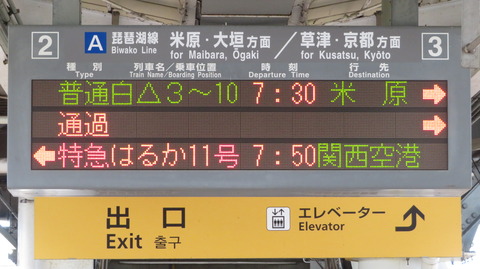 2 A 琵琶湖線 米原・大垣方面 / 草津・京都方面 3
Biwako Line for Maibara, Ōgaki for Kusatsu, Kyōto
種別 列車名/乗車位置 時刻 行先
Type Train Name/Boarding Position Departure Time Destination
普通白△3~10 7:30 米原 →
通過 →
← 特急はるか11号 7:50 関西空港
出口 エレベーター
Exit 출구 Elevator